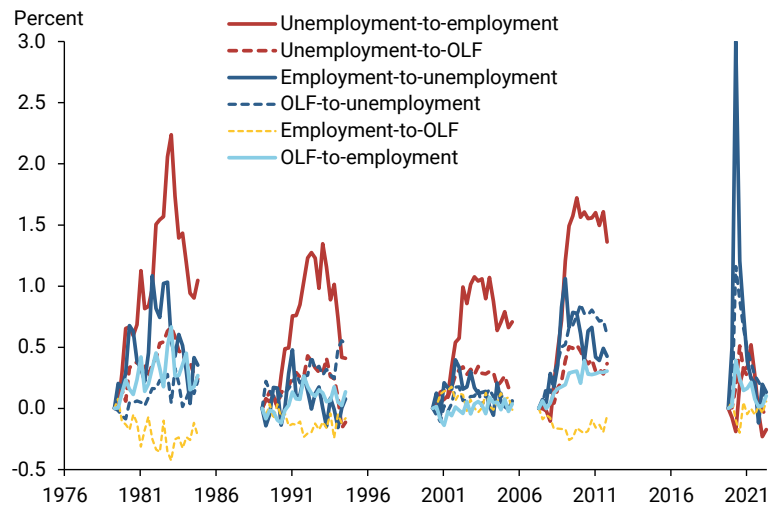 Percent
3.0
2.5
2.0
1.5
1.0
0.5
0.0
-0.5
Unemployment-to-employment
Unemployment-to-OLF
Employment-to-unemployment
OLF-to-unemployment
Employment-to-OLF
OLF-to-employment
1976 1981 1986 1991 1996 2001 2006 2011 2016 2021